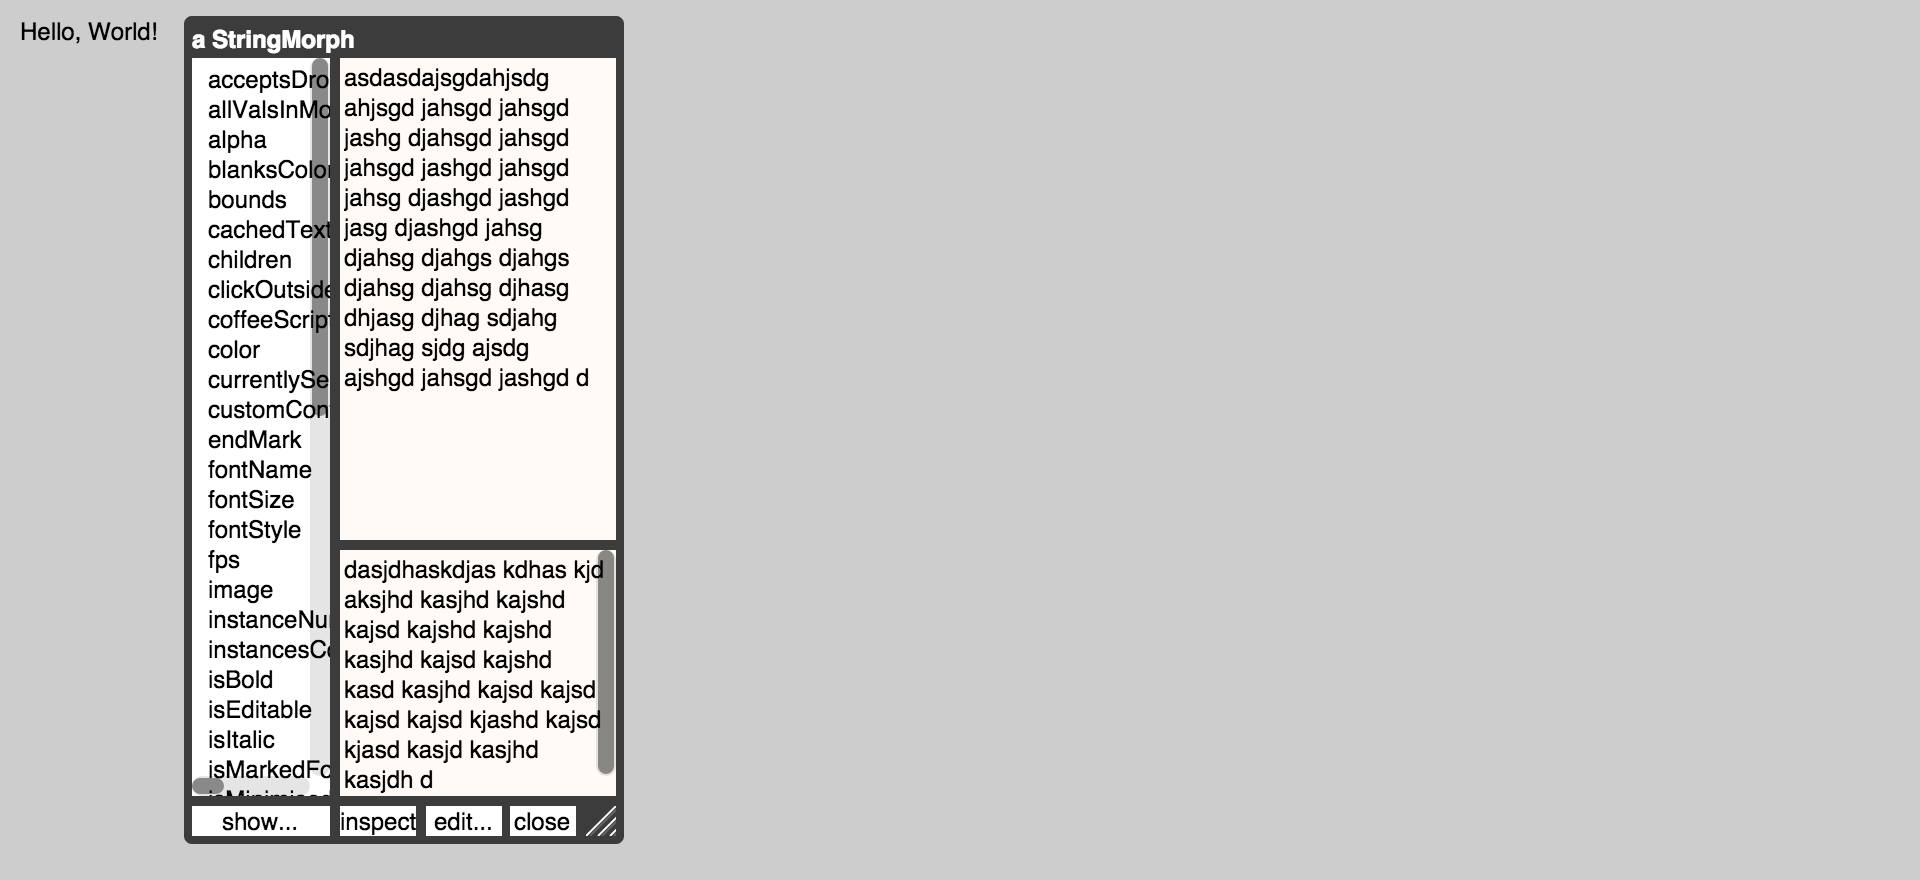 Hello, World!
a StringMorph
acceptsDro
allValsInMo
alpha
blanksColor
bounds
cachedText
children
clickOutside
coffeeScript
color
currentlySe
customCon
endMark
fontName
fontSize
fontStyle
fps
image
instanceNu
instancesCo
isBold
isEditable
isItalic
isMarkedFo
isMinimised
asdasdajsgdahjsdg
ahjsgd jahsgd jahsgd
jashg djahsgd jahsgd
jahsgd jashgd jahsgd
jahsg djashgd jashgd
jasg djashgd jahsg
djahsg djahgs djahgs
djahsg djahsg djhasg
dhjasg djhag sdjahg
sdjhag sjdg ajsdg
ajshgd jahsgd jashgd d
dasjdhaskdjas kdhas kjd
aksjhd kasjhd kajshd
kajsd kajshd kajshd
kasjhd kajsd kajshd
kasd kasjhd kajsd kajsd
kajsd kajsd kjashd kajsd
kjasd kasjd kasjhd
kasjdh d
show...
inspect
edit...
close